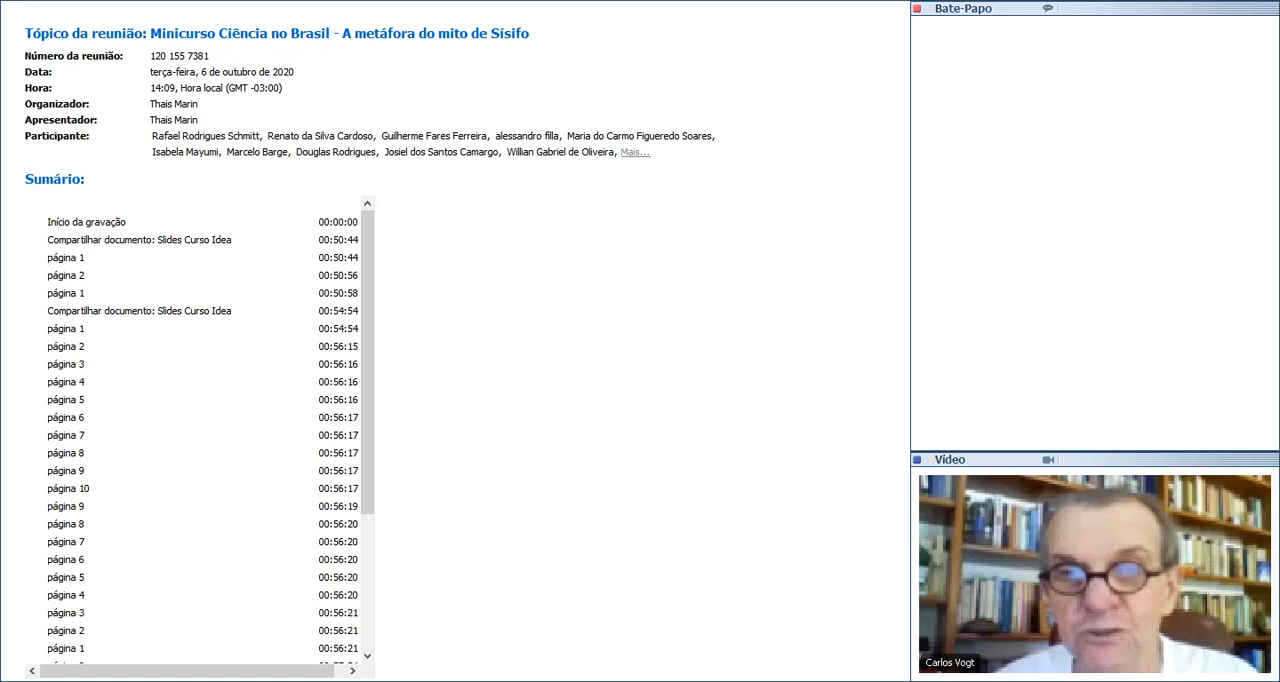 Tópico da reunião: Minicurso Ciência no Brasil - A metáfora do mito de Sísifo
Número da reunião: 120 155 7381
Data: terça-feira, 6 de outubro de 2020
Hora: 14:09, Hora local (GMT -03:00)
Organizador: Thais Marin
Apresentador: Thais Marin
Participante: Rafael Rodrigues Schmitt, Renato da Silva Cardoso, Guilherme Fares Ferreira, alessandro filla, Maria do Carmo Figueredo Soares,
Isabela Mayumi, Marcelo Barge, Douglas Rodrigues, Josiel dos Santos Camargo, Willian Gabriel de Oliveira, Mais...
Sumário:
Início da gravação 00:00:00
Compartilhar documento: Slides Curso Idea 00:50:44
página 1 00:50:44
página 2 00:50:56
página 1 00:50:58
Compartilhar documento: Slides Curso Idea 00:54:54
página 1 00:54:54
página 2 00:56:15
página 3 00:56:16
página 4 00:56:16
página 5 00:56:16
página 6 00:56:17
página 7 00:56:17
página 8 00:56:17
página 9 00:56:17
página 10 00:56:17
página 9 00:56:19
página 8 00:56:20
página 7 00:56:20
página 6 00:56:20
página 5 00:56:20
página 4 00:56:20
página 3 00:56:21
página 2 00:56:21
página 1 00:56:21
Bate-Papo
Vídeo
Carlos Vogt